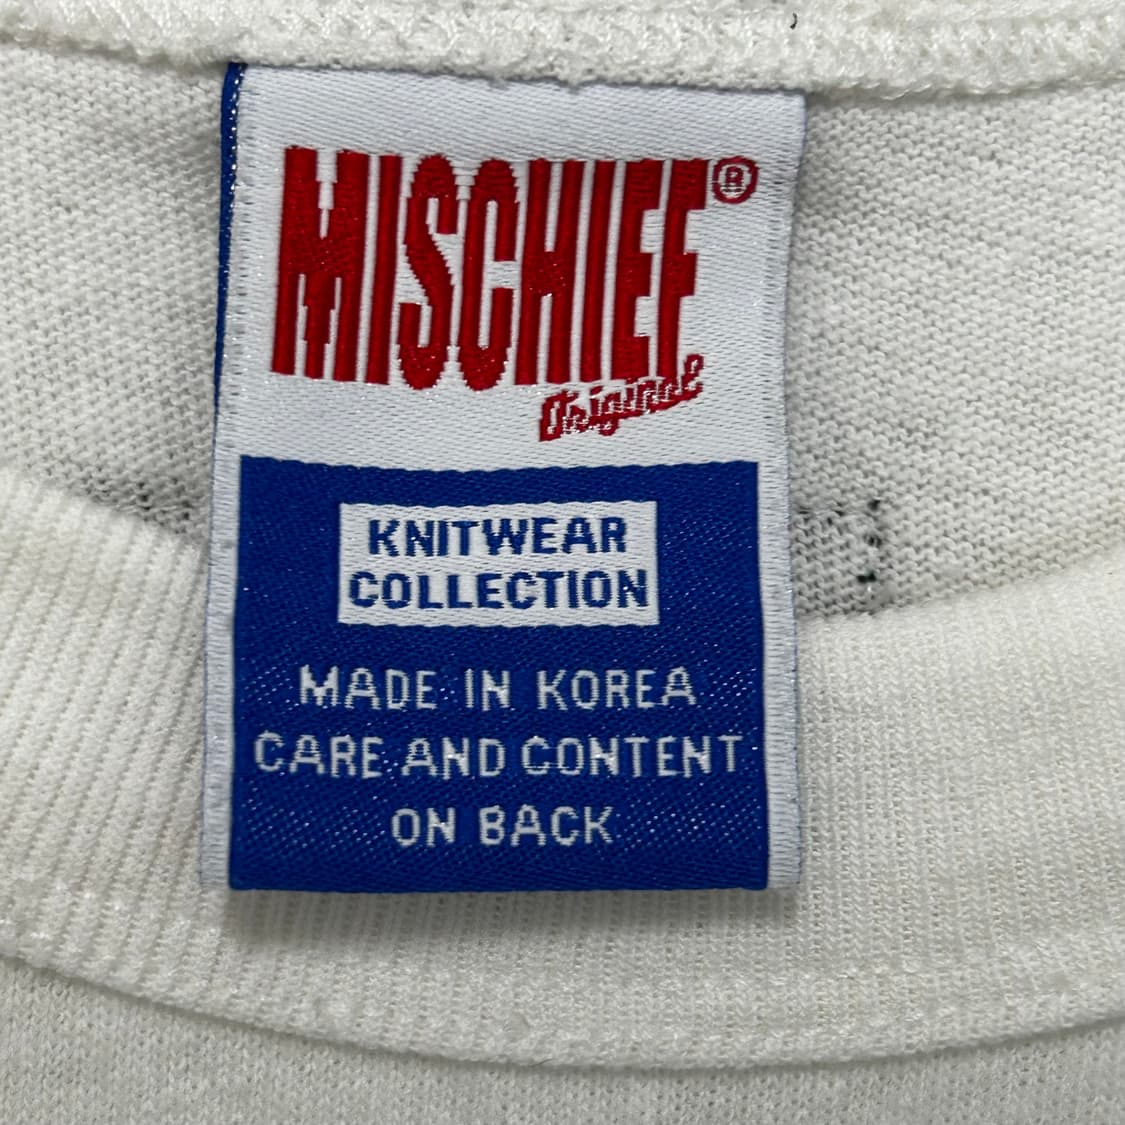 MISCHIEF®
Original
KNITWEAR
COLLECTION
MADE IN KOREA
CARE AND CONTENT
ON BACK